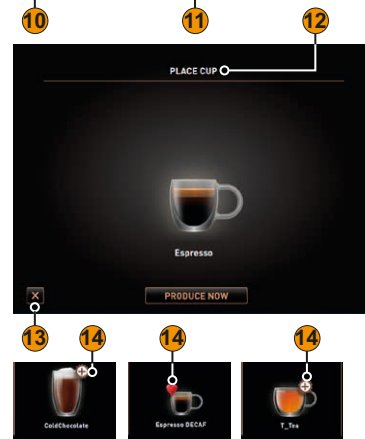 10 11 12
PLACE CUP
Espresso
X
PRODUCE NOW
13 14 14 14
ColdChocolate Espresso DECAF T_Tea